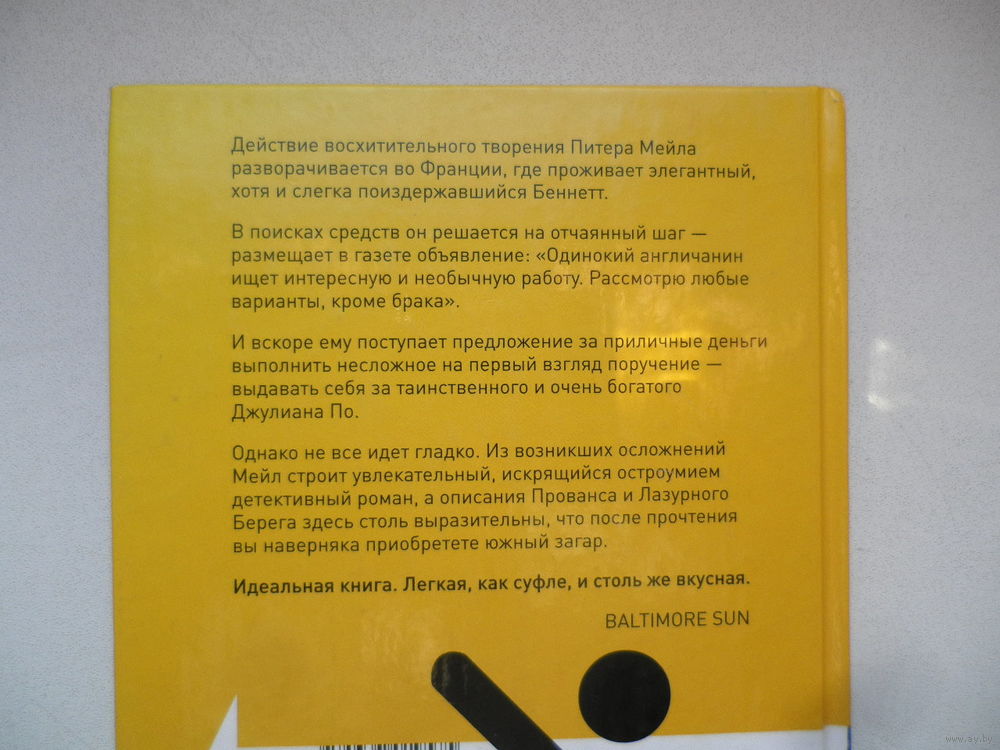 Действие восхитительного творения Питера Мейла
разворачивается во Франции, где проживает элегантный,
хотя и слегка поиздержавшийся Беннетт.
В поисках средств он решается на отчаянный шаг —
размещает в газете объявление: «Одинокий англичанин
ищет интересную и необычную работу. Рассмотрю любые
варианты, кроме брака».
И вскоре ему поступает предложение за приличные деньги
выполнить несложное на первый взгляд поручение —
выдавать себя за таинственного и очень богатого
Джулиана По.
Однако не все идет гладко. Из возникших осложнений
Мейл строит увлекательный, искрящийся остроумием
детективный роман, а описания Прованса и Лазурного
Берега здесь столь выразительны, что после прочтения
вы наверняка приобретете южный загар.
Идеальная книга. Легкая, как суфле, и столь же вкусная.
BALTIMORE SUN
www.ay.by